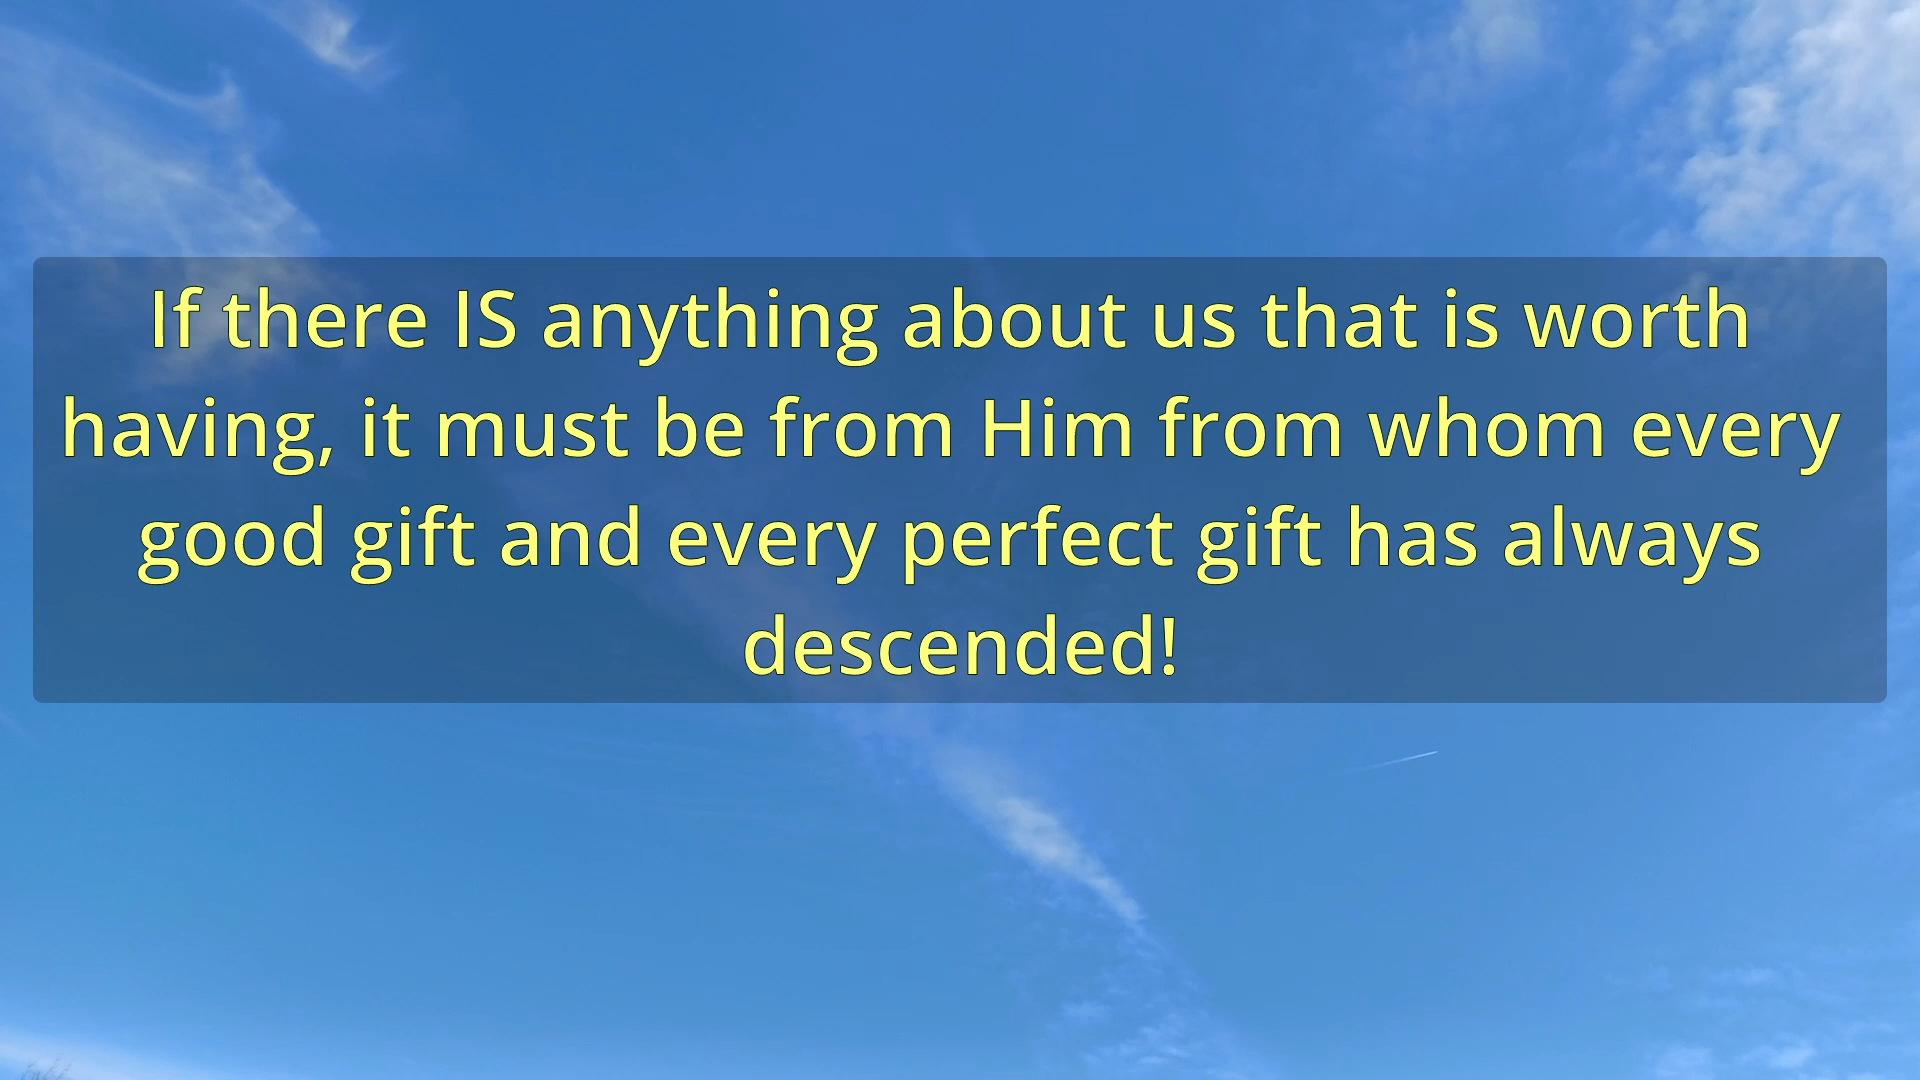 If there IS anything about us that is worth
having, it must be from Him from whom every
good gift and every perfect gift has always
descended!